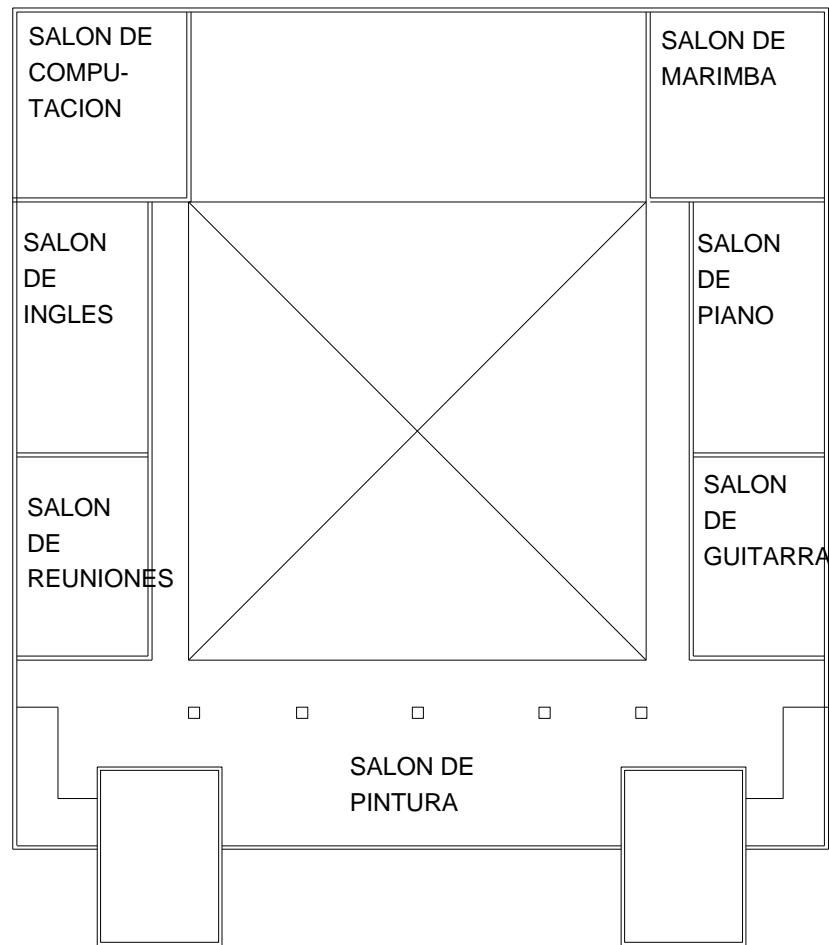 SALON DE
COMPU-
TACION
SALON DE
MARIMBA
SALON
DE
INGLES
SALON
DE
PIANO
SALON
DE
REUNIONES
SALON
DE
GUITARRA
SALON DE
PINTURA